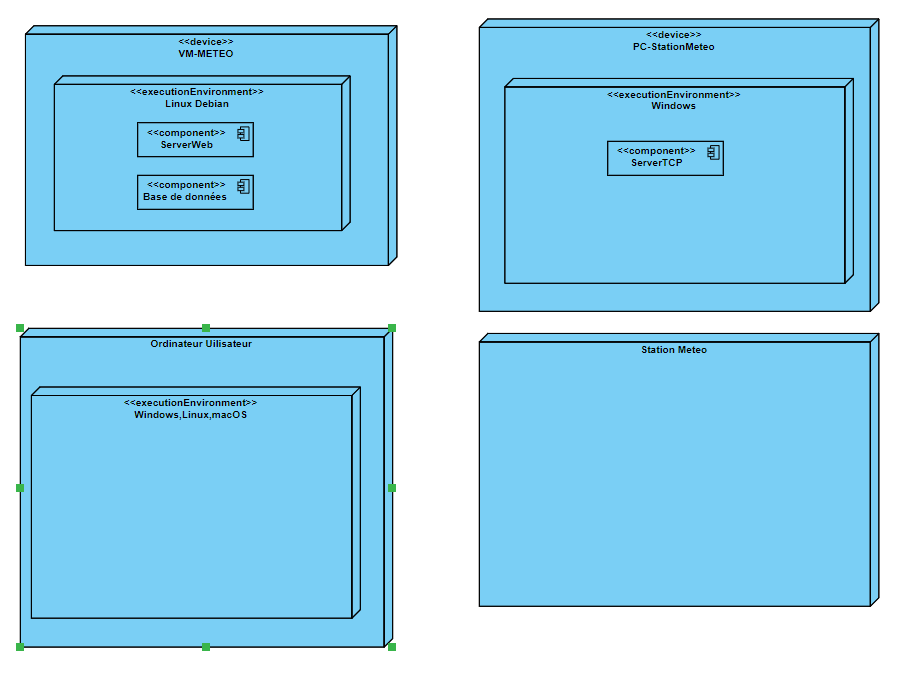 <<device>>
VM-METEO
<<executionEnvironment>>
Linux Debian
<<component>>
ServerWeb
<<component>>
Base de données
<<device>>
PC-StationMeteo
<<executionEnvironment>>
Windows
<<component>>
ServerTCP
Ordinateur Uilisateur
<<executionEnvironment>>
Windows,Linux,macOS
Station Meteo